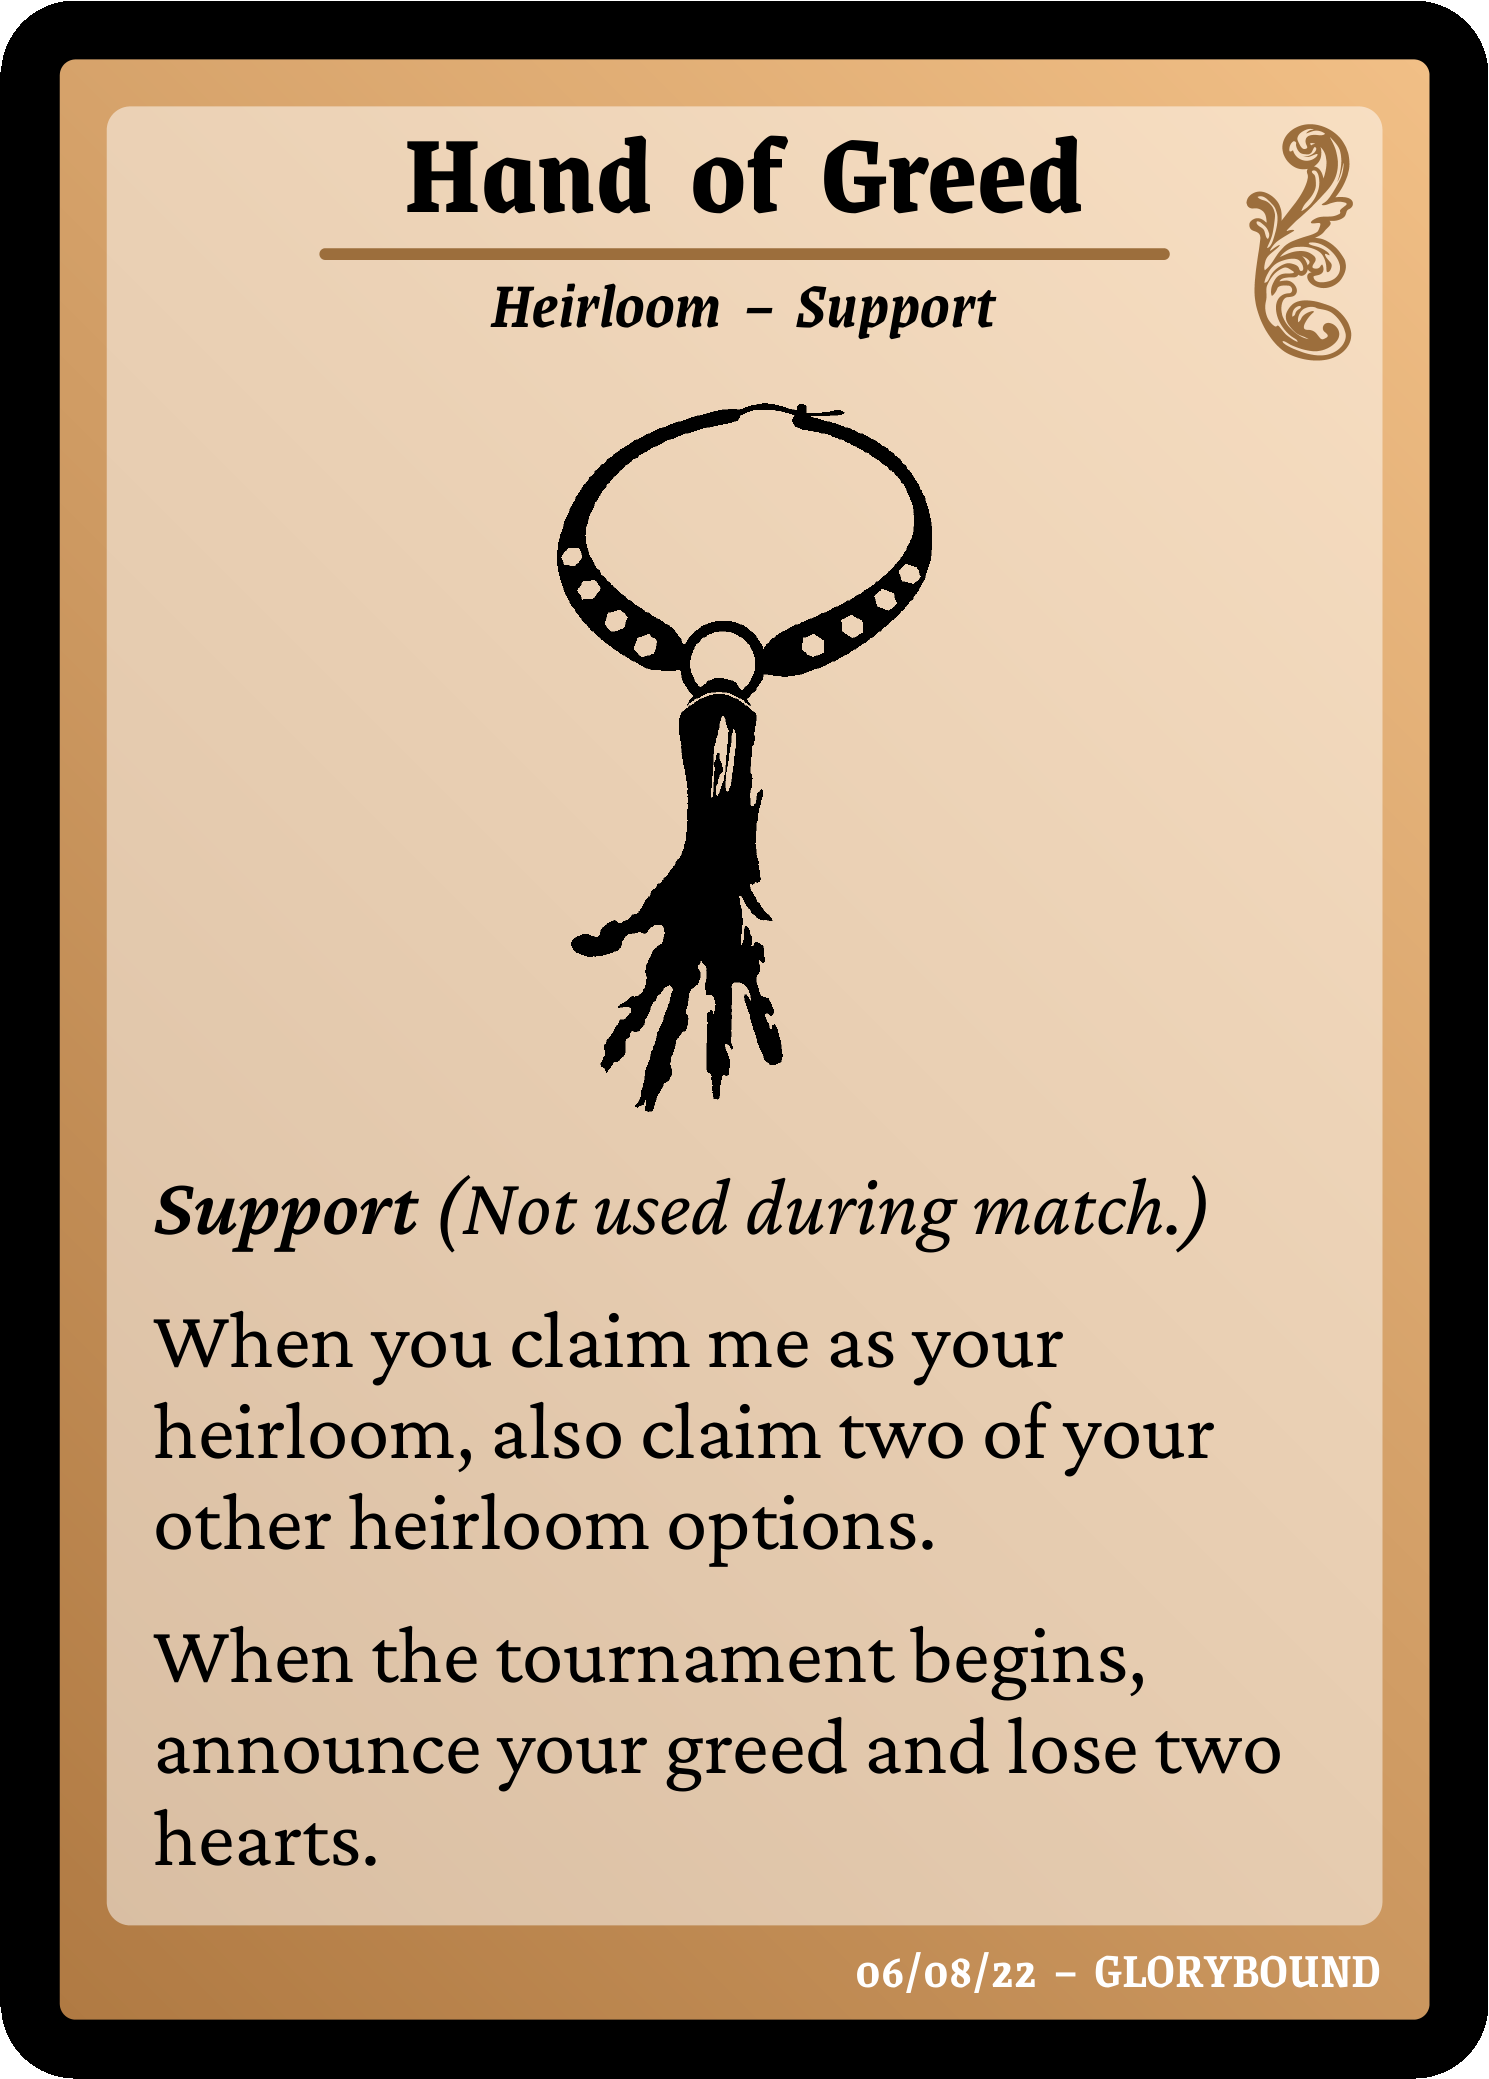 Hand of Greed
Heirloom – Support
Support (Not used during match.)
When you claim me as your
heirloom, also claim two of your
other heirloom options.
When the tournament begins,
announce your greed and lose two
hearts.
06/08/22 – GLORYBOUND